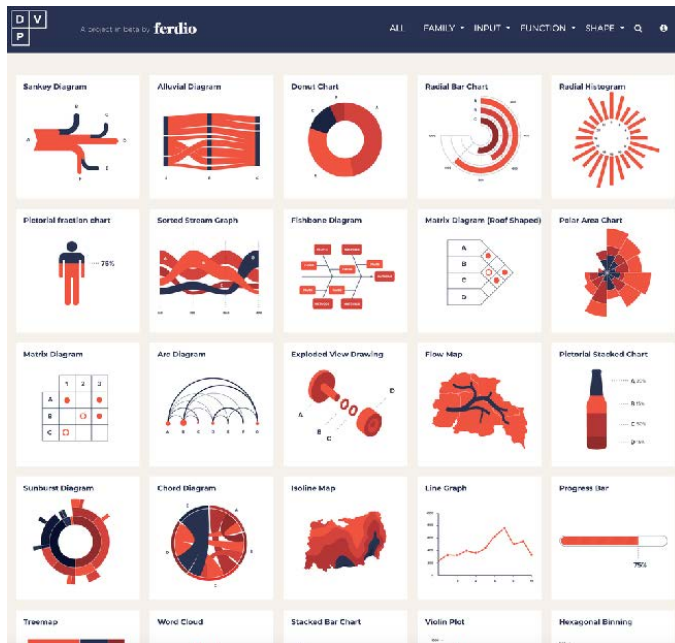 D V
P
A project in beta by ferdio
ALL FAMILY INPUT FUNCTION SHAPE
Sankey Diagram Alluvial Diagram Donut Chart Radial Bar Chart Radial Histogram
Pictorial fraction chart Sorted Stream Graph Fishbone Diagram Matrix Diagram (Roof Shaped) Polar Area Chart
75%
A
B
C
D
Matrix Diagram Arc Diagram Exploded View Drawing Flow Map Pictorial Stacked Chart
1 2 3
A
B
C
A
B
C
D
Sunburst Diagram Chord Diagram Isoline Map Line Graph Progress Bar
75%
Treemap Word Cloud Stacked Bar Chart Violin Plot Hexagonal Binning